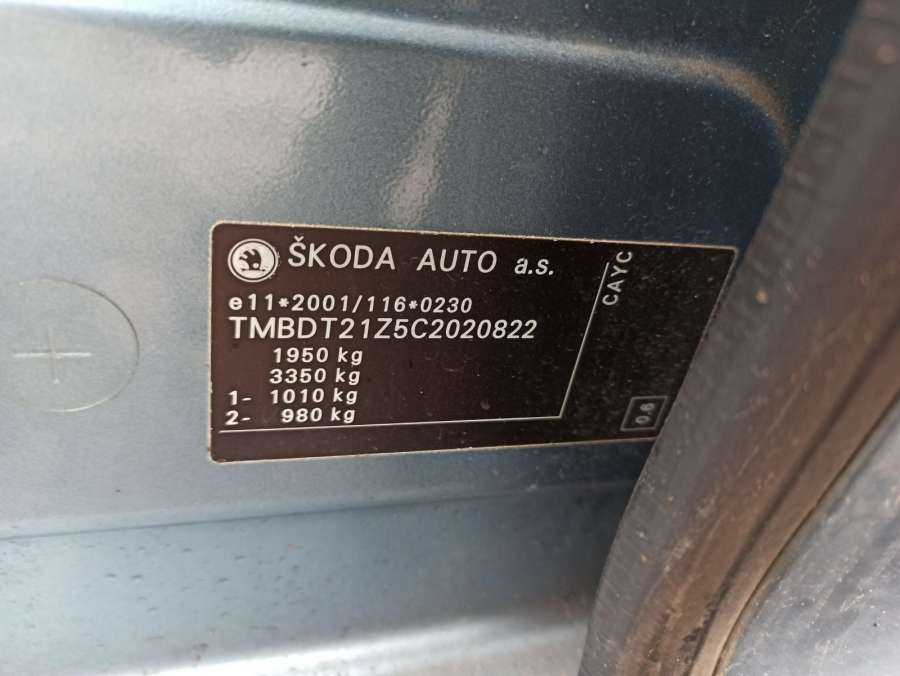 ŠKODA AUTO a.s.
e11*2001/116*0230
TMBDT21Z5C2020822
1950 kg
3350 kg
1- 1010 kg
2- 980 kg
CAYC
0.6